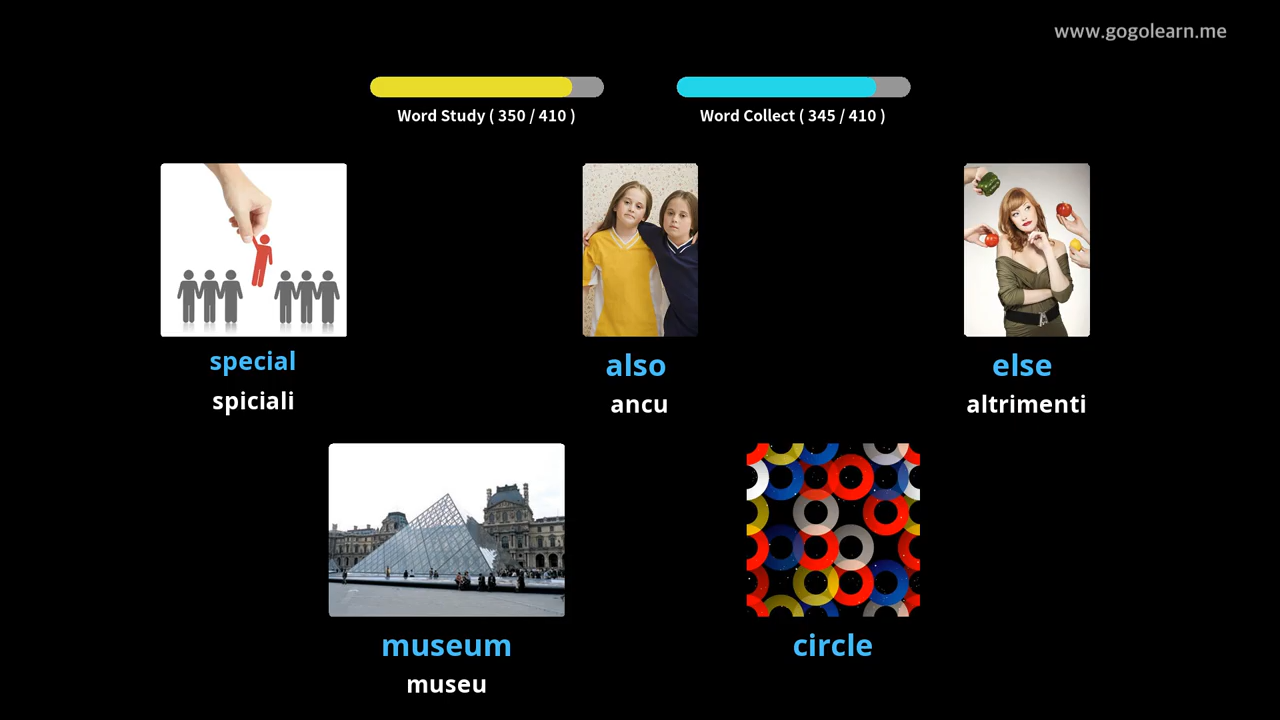 www.gogolearn.me
Word Study ( 350 / 410 )
Word Collect ( 345 / 410 )
special
spiciali
also
ancu
else
altrimenti
museum
museu
circle